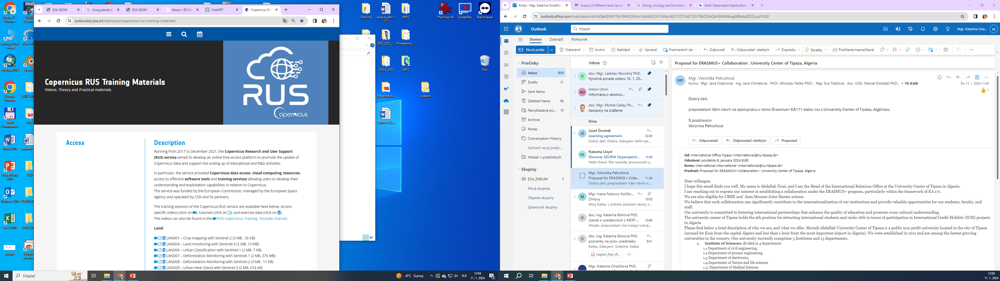 ESA SEOM
living planet pr
ESA SEOM
About – EO Col
ChatGPT
Copernicus RUS
eo4society.esa.int/resources/copernicus-rus-training-materials/
Copernicus RUS Training Materials
Videos, Theory and Practical materials
RUS
Copernicus
Access
Description
Running from 2017 to December 2021, the Copernicus Research and User Support
(RUS) service aimed to develop an online free-access platform to promote the uptake of
Copernicus data and support the scaling up of educational and R&D activities.
In particular, the service provided Copernicus data access, cloud computing resources,
access to effective software tools and training services allowing users to develop their
understanding and exploitation capabilities in relation to Copernicus.
The service was funded by the European Commission, managed by the European Space
Agency and operated by CSSI and its partners.
The training sessions of the Copernicus RUS service are available here below. Access
specific videos (click on ), tutorials (click on ), and exercise data (click on ).
The videos can also be found in the RUS Copernicus Training Youtube channel.
Land:
LAND01 – Crop mapping with Sentinel-2 (3 MB , 36 KB)
LAND04 – Land monitoring with Sentinel-3 (2 MB, 10 MB)
LAND06 – Urban Classification with Sentinel-1 (2 MB, 7 KB)
LAND07 – Deforestation Monitoring with Sentinel-1 (2 MB, 376 MB)
LAND08 – Deforestation Monitoring with Sentinel-2 (3 MB , 11 KB)
LAND09 – Urban Heat Island with Sentinel-3 (2 MB, 674 KB)
Osoba 1 -
Chrome
SNAP
Desktop
Tento počítač
- odkaz
R x64 4.
ArcMap 10.8
blende
Google
Chrome
QGIS 3.16
Total
Command...
DPZ
Word 2016
bankove
PowerPoint
2016
2022
Outlook 2016
22EUSI-0
Excel 2016
EFOP_O
podpis
Vzdialen
plocha
Training
sprava_zahr...
(1)
MPG
IrfanView 64
ScreenRec
TeamViewer
DPZ_2022_...
Planetarna_...
GNSS_2023
SBP2
Kôš
presentatio...
Lisabon
Zapocet_B_...
Hľadať
-4°C Sunny
SLK
12:04
11. 1. 2024
2
Pošta – Mgr. Katarína Onačillov
Impact of different land use an
Energy, Ecology and Environme
Earth Observation Applications
outlook.office.com/mail/inbox/id/AAQkADNlYThiYWM2LWVmYzktNGZlYS1hNzU4LTY1OTU4ZTI5YTBkOQAQAH0sWNkqg8tBkdq8ZSZysqY%3D
Outlook
Hľadať
Mgr. Katarína Ona...
M
Domov
Zobraziť
Pomocník
Nová pošta
Odstrániť
Archív
Nahlásiť
Upratať
Premiestniť do
Odpoveď
Odpovedať všetkým
Dopredu
Skratky
Prečítané/neprečítané
Priečinky
Inbox 814
Drafts 31
Sent Items
Deleted Items 16
Nevyžiadaná po... 19
Archive
Notes
Conversation History
Vytvoriť nový prieči...
Hľadať v priečinkoch
Skupiny
ESA_ENEUM 1
Nová skupina
Objavte skupiny
Spravovať skupiny
Inbox
D
doc. Mgr. Ladislav Novotný PhD.
Výročná porada ústavu 10. 1. 20...
AU
Anton Uhrin
Informácia o absolvo...
doc. Mgr. Michal Gallay Ph...
časopisiy na zváženie
Dnes
JŠ
Jozef Širotník
Learning agreement. 12:00
Dobrý deň, Dobre, ďakujem veľmi pe...
NL
Natasha Lloyd
Discover GEONA Hyperspectr... 11:49
Hello there! We recently announced o...
Mgr. Veronika Petruňová
Proposal for ERASMUS+ Colla... 11:34
Dobrý deň, preposielam Vám návrh n...
M
Mgr. Ivana Fedurco Kočišo...
Zmluvy 10:50
Ahoj Katka, v prílohe zasielam skeny z...
D
doc. Ing. Katarína Bónová PhD.
clanok o predatoroch z MDPI ... 10:40
Ahojte, preposielam (na margo vceraj...
D
doc. Ing. Katarína Bónová PhD.
pozvanky na pozv. prednasky 9:41
Katka, ďakujem. Srdečne, Katka
Cagliari_flyer_IR...
+3
Mgr. Katarína Onačillová PhD.
Proposal for ERASMUS+ Collaboration : University Center of Tipaza, Algeria
MP
Mgr. Veronika Petruňová
Komu: Mgr. Jana Fodorová; Ing. Jana Chmelová; PhDr. Miroslav Fečko PhD.; Mgr. Eva Tkáčová; doc. JUDr. Marcel Dolobáč PhD.; + 10 ďalší
Štv 11. 1. 2024 11:34
1
Dobrý deň,
preposielam Vám návrh na spoluprácu v rámci Erasmus+ KA171 alebo inú s University Center of Tipaza, Algžírsko.
S pozdravom
Veronika Petruňová
Odpovedať
Odpovedať všetkým
Preposlať
Od: International Office Tipaza <international@cu-tipaza.dz>
Odoslané: pondelok 8. januára 2024 8:00
Komu: international international <international@cu-tipaza.dz>
Predmet: Proposal for ERASMUS+ Collaboration : University Center of Tipaza, Algeria
Dear colleague,
I hope this email finds you well. My name is Abdallah Noui, and I am the Head of the International Relations Office at the University Center of Tipaza in Algeria.
I am reaching out to express our interest in establishing a collaboration under the ERASMUS+ program, particularly within the framework of KA 171.
We are also eligible for CBHE and Jean Monnet Joint Master actions
We believe that such collaboration can significantly contribute to the internationalization of our institutions and provide valuable opportunities for our students, faculty, and
staff.
Our university is committed to fostering international partnerships that enhance the quality of education and promote cross-cultural understanding.
The university center of Tipaza holds the 9th position for attracting international students and ranks 16th in terms of participation in International Credit Mobility (ICM) projects
in Algeria
Please find below a brief description of who we are, and what we offer. Morseli Abdellah University Center of Tipaza is a public non-profit university located in the city of Tipaza
(around 60 Kom from the capital Algiers and less than 1 hour from the most important airport in Algeria). We were established in 2011 and are among the fastest growing
universities in the country. Our university currently comprises 5 Institutes and 15 departments.
1. Institute of Sciences: divided in 4 departments
1.1.Department of civil engineering,
1.2.Department of process engineering,
1.3.Department of electronics,
1.4.Department of Nature and life sciences
1.5; Department of Medical Sciences
12:04
11. 1. 2024